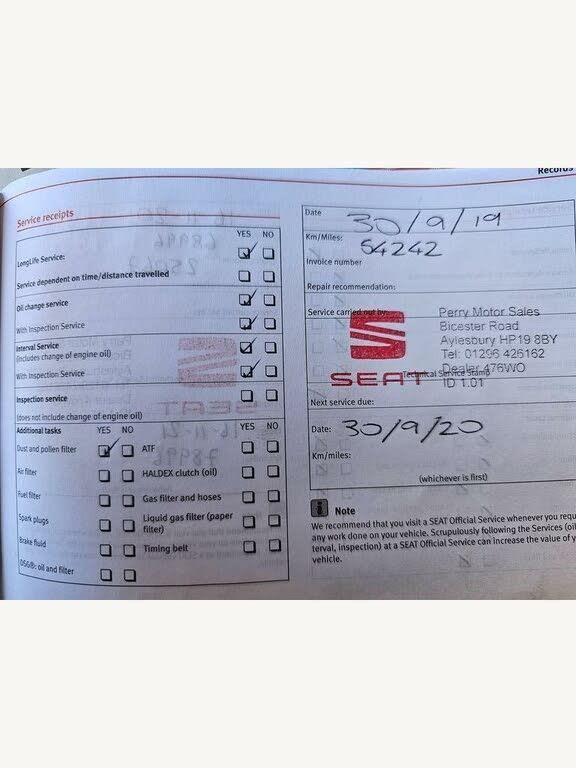 Records
Service receipts
YES NO
LongLife Service:
Service dependent on time/distance travelled
Oil change service
With Inspection Service
Interval Service
(includes change of engine oil)
With Inspection Service
Inspection service
(does not include change of engine oil)
Additional tasks YES NO YES NO
Dust and pollen filter ATF
Air filter HALDEX clutch (oil)
Fuel filter Gas filter and hoses
Spark plugs Liquid gas filter (paper
filter)
Brake fluid Timing belt
DSG®: oil and filter
Date 30/9/19
Km/Miles: 54242
Invoice number
Repair recommendation:
Service carried out by:
SEAT
Perry Motor Sales
Bicester Road
Aylesbury HP19 8BY
Tel: 01296 426162
Dealer 476WO
Technical Service Stamp
ID 1.01
Next service due:
Date: 30/9/20
Km/miles:
(whichever is first)
Note
We recommend that you visit a SEAT Official Service whenever you requ
any work done on your vehicle. Scrupulously following the Services (oi
terval, inspection) at a SEAT Official Service can increase the value of y
vehicle.